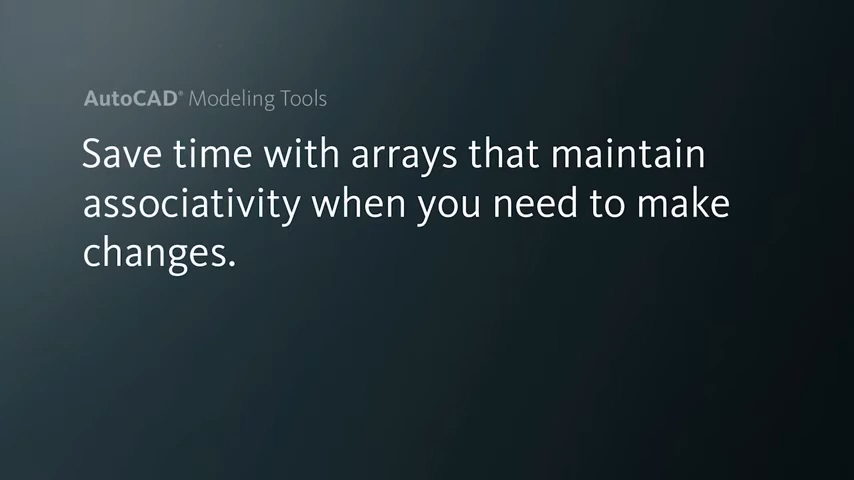 AutoCAD® Modeling Tools
Save time with arrays that maintain
associativity when you need to make
changes.